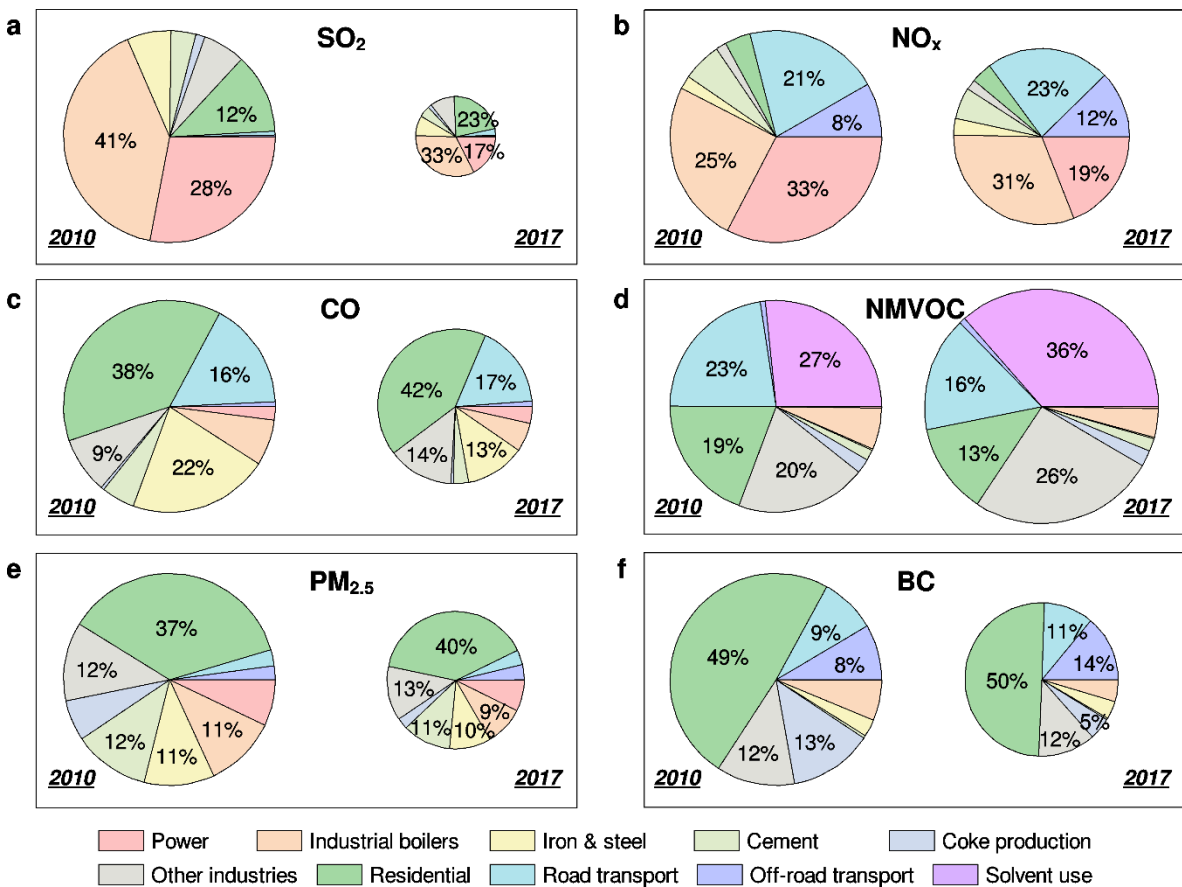 a
SO₂
12%
41%
28%
2010
23%
33%
17%
2017
b
NOₓ
21%
8%
25%
33%
2010
23%
12%
31%
19%
2017
c
CO
38%
16%
9%
22%
2010
42%
17%
14%
13%
2017
d
NMVOC
27%
23%
19%
20%
2010
36%
16%
13%
26%
2017
e
PM₂.₅
37%
12%
11%
12%
11%
2010
40%
13%
9%
11%
10%
2017
f
BC
49%
9%
8%
12%
13%
2010
11%
14%
50%
5%
12%
2017
Power
Industrial boilers
Iron & steel
Cement
Coke production
Other industries
Residential
Road transport
Off-road transport
Solvent use